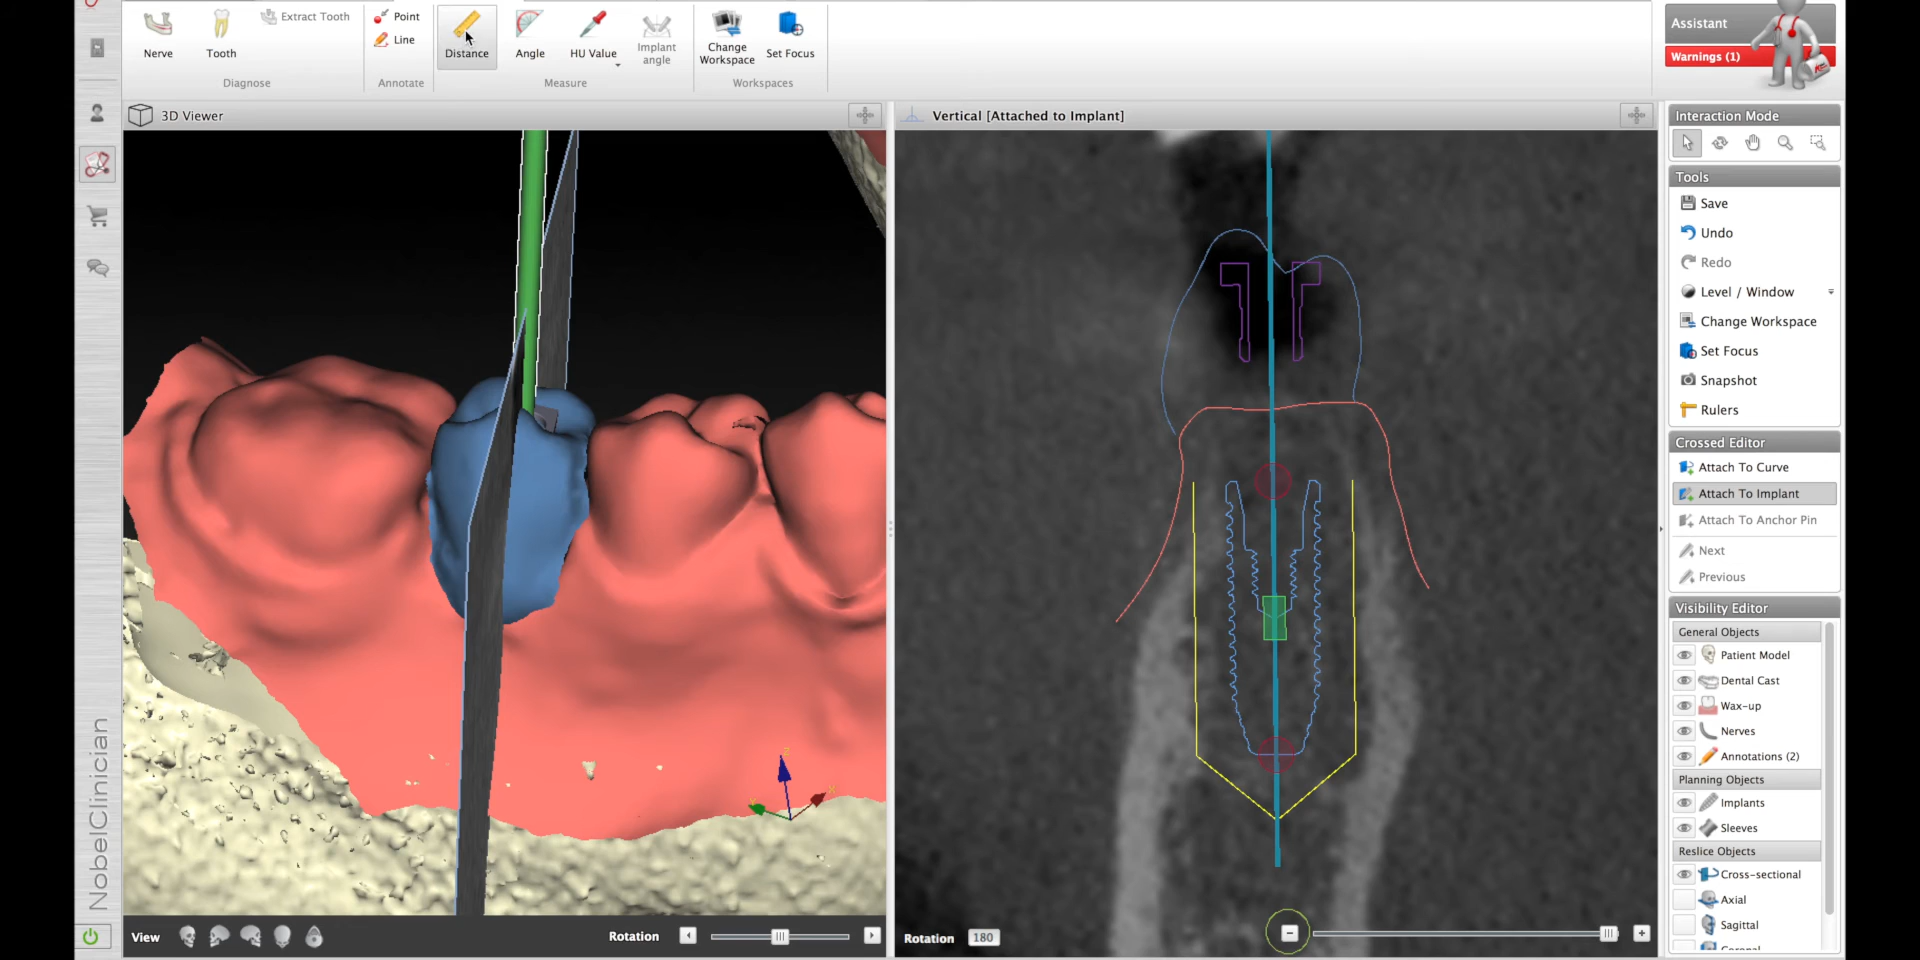 Extract Tooth
Point
Line
Nerve
Tooth
Distance
Angle
HU Value
Implant
angle
Change
Workspace
Set Focus
Diagnose
Annotate
Measure
Workspaces
Assistant
Warnings (1)
3D Viewer
Vertical [Attached to Implant]
Interaction Mode
Tools
Save
Undo
Redo
Level / Window
Change Workspace
Set Focus
Snapshot
Rulers
Crossed Editor
Attach To Curve
Attach To Implant
Attach To Anchor Pin
Next
Previous
Visibility Editor
General Objects
Patient Model
Dental Cast
Wax-up
Nerves
Annotations (2)
Planning Objects
Implants
Sleeves
Reslice Objects
Cross-sectional
Axial
Sagittal
NobelClinician
View
Rotation
Rotation 180